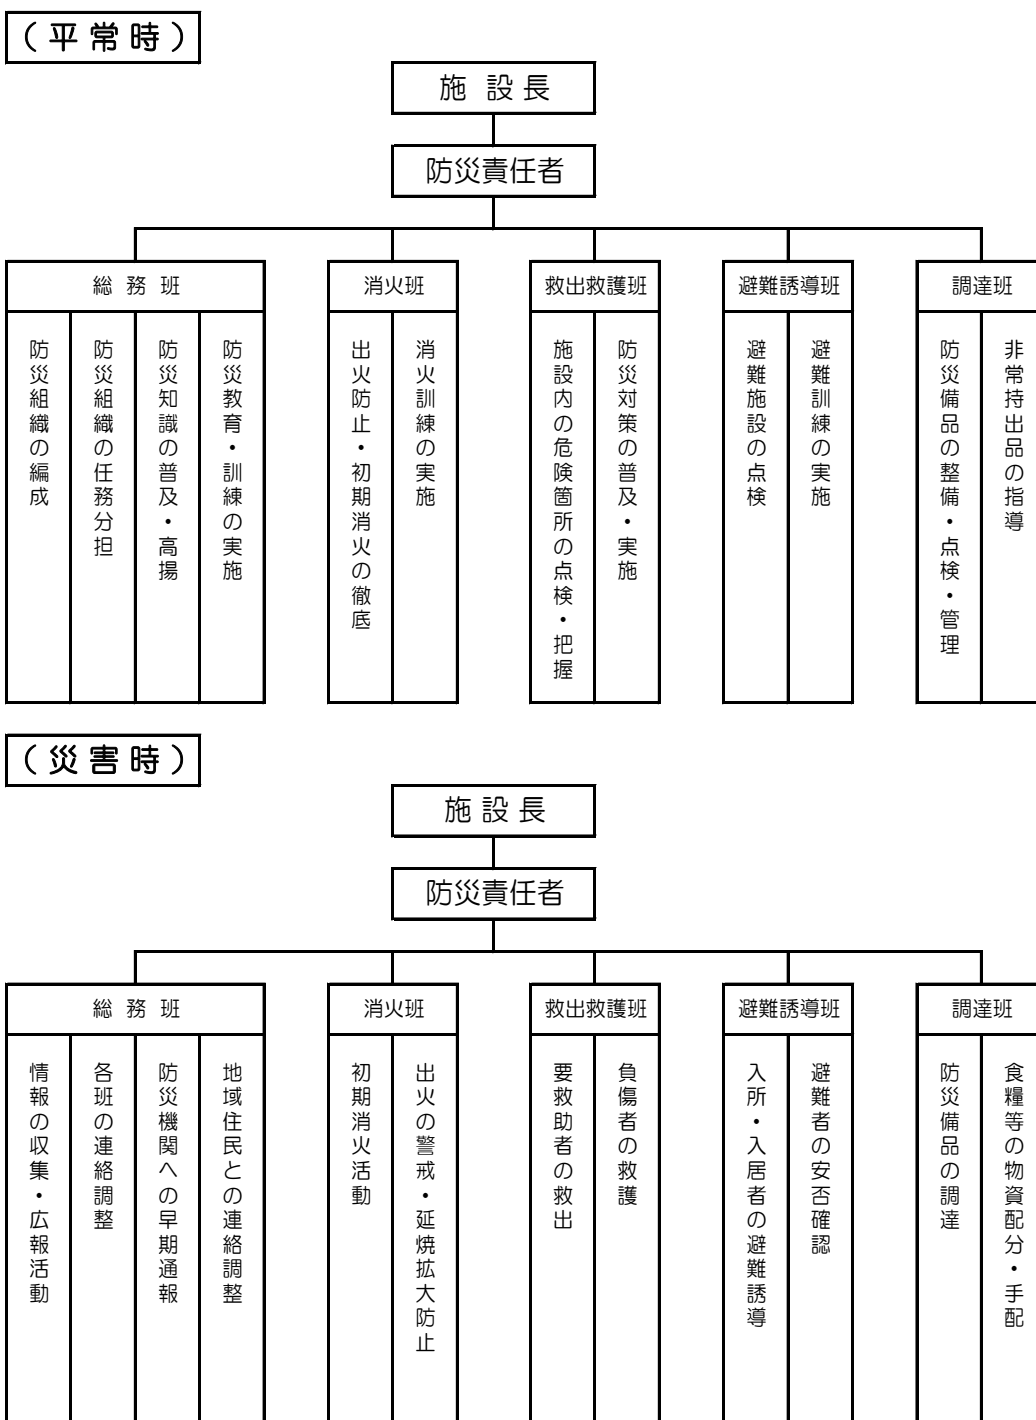 （平常時）
施設長
防災責任者
総務班
防災組織の編成
防災組織の任務分担
防災知識の普及・高揚
防災教育・訓練の実施
消火班
出火防止・初期消火の徹底
消火訓練の実施
救出救護班
施設内の危険箇所の点検・把握
防災対策の普及・実施
避難誘導班
避難施設の点検
避難訓練の実施
調達班
防災備品の整備・点検・管理
非常持出品の指導
（災害時）
施設長
防災責任者
総務班
情報の収集・広報活動
各班の連絡調整
防災機関への早期通報
地域住民との連絡調整
消火班
初期消火活動
出火の警戒・延焼拡大防止
救出救護班
要救助者の救出
負傷者の救護
避難誘導班
入所・入居者の避難誘導
避難者の安否確認
調達班
防災備品の調達
食糧等の物資配分・手配